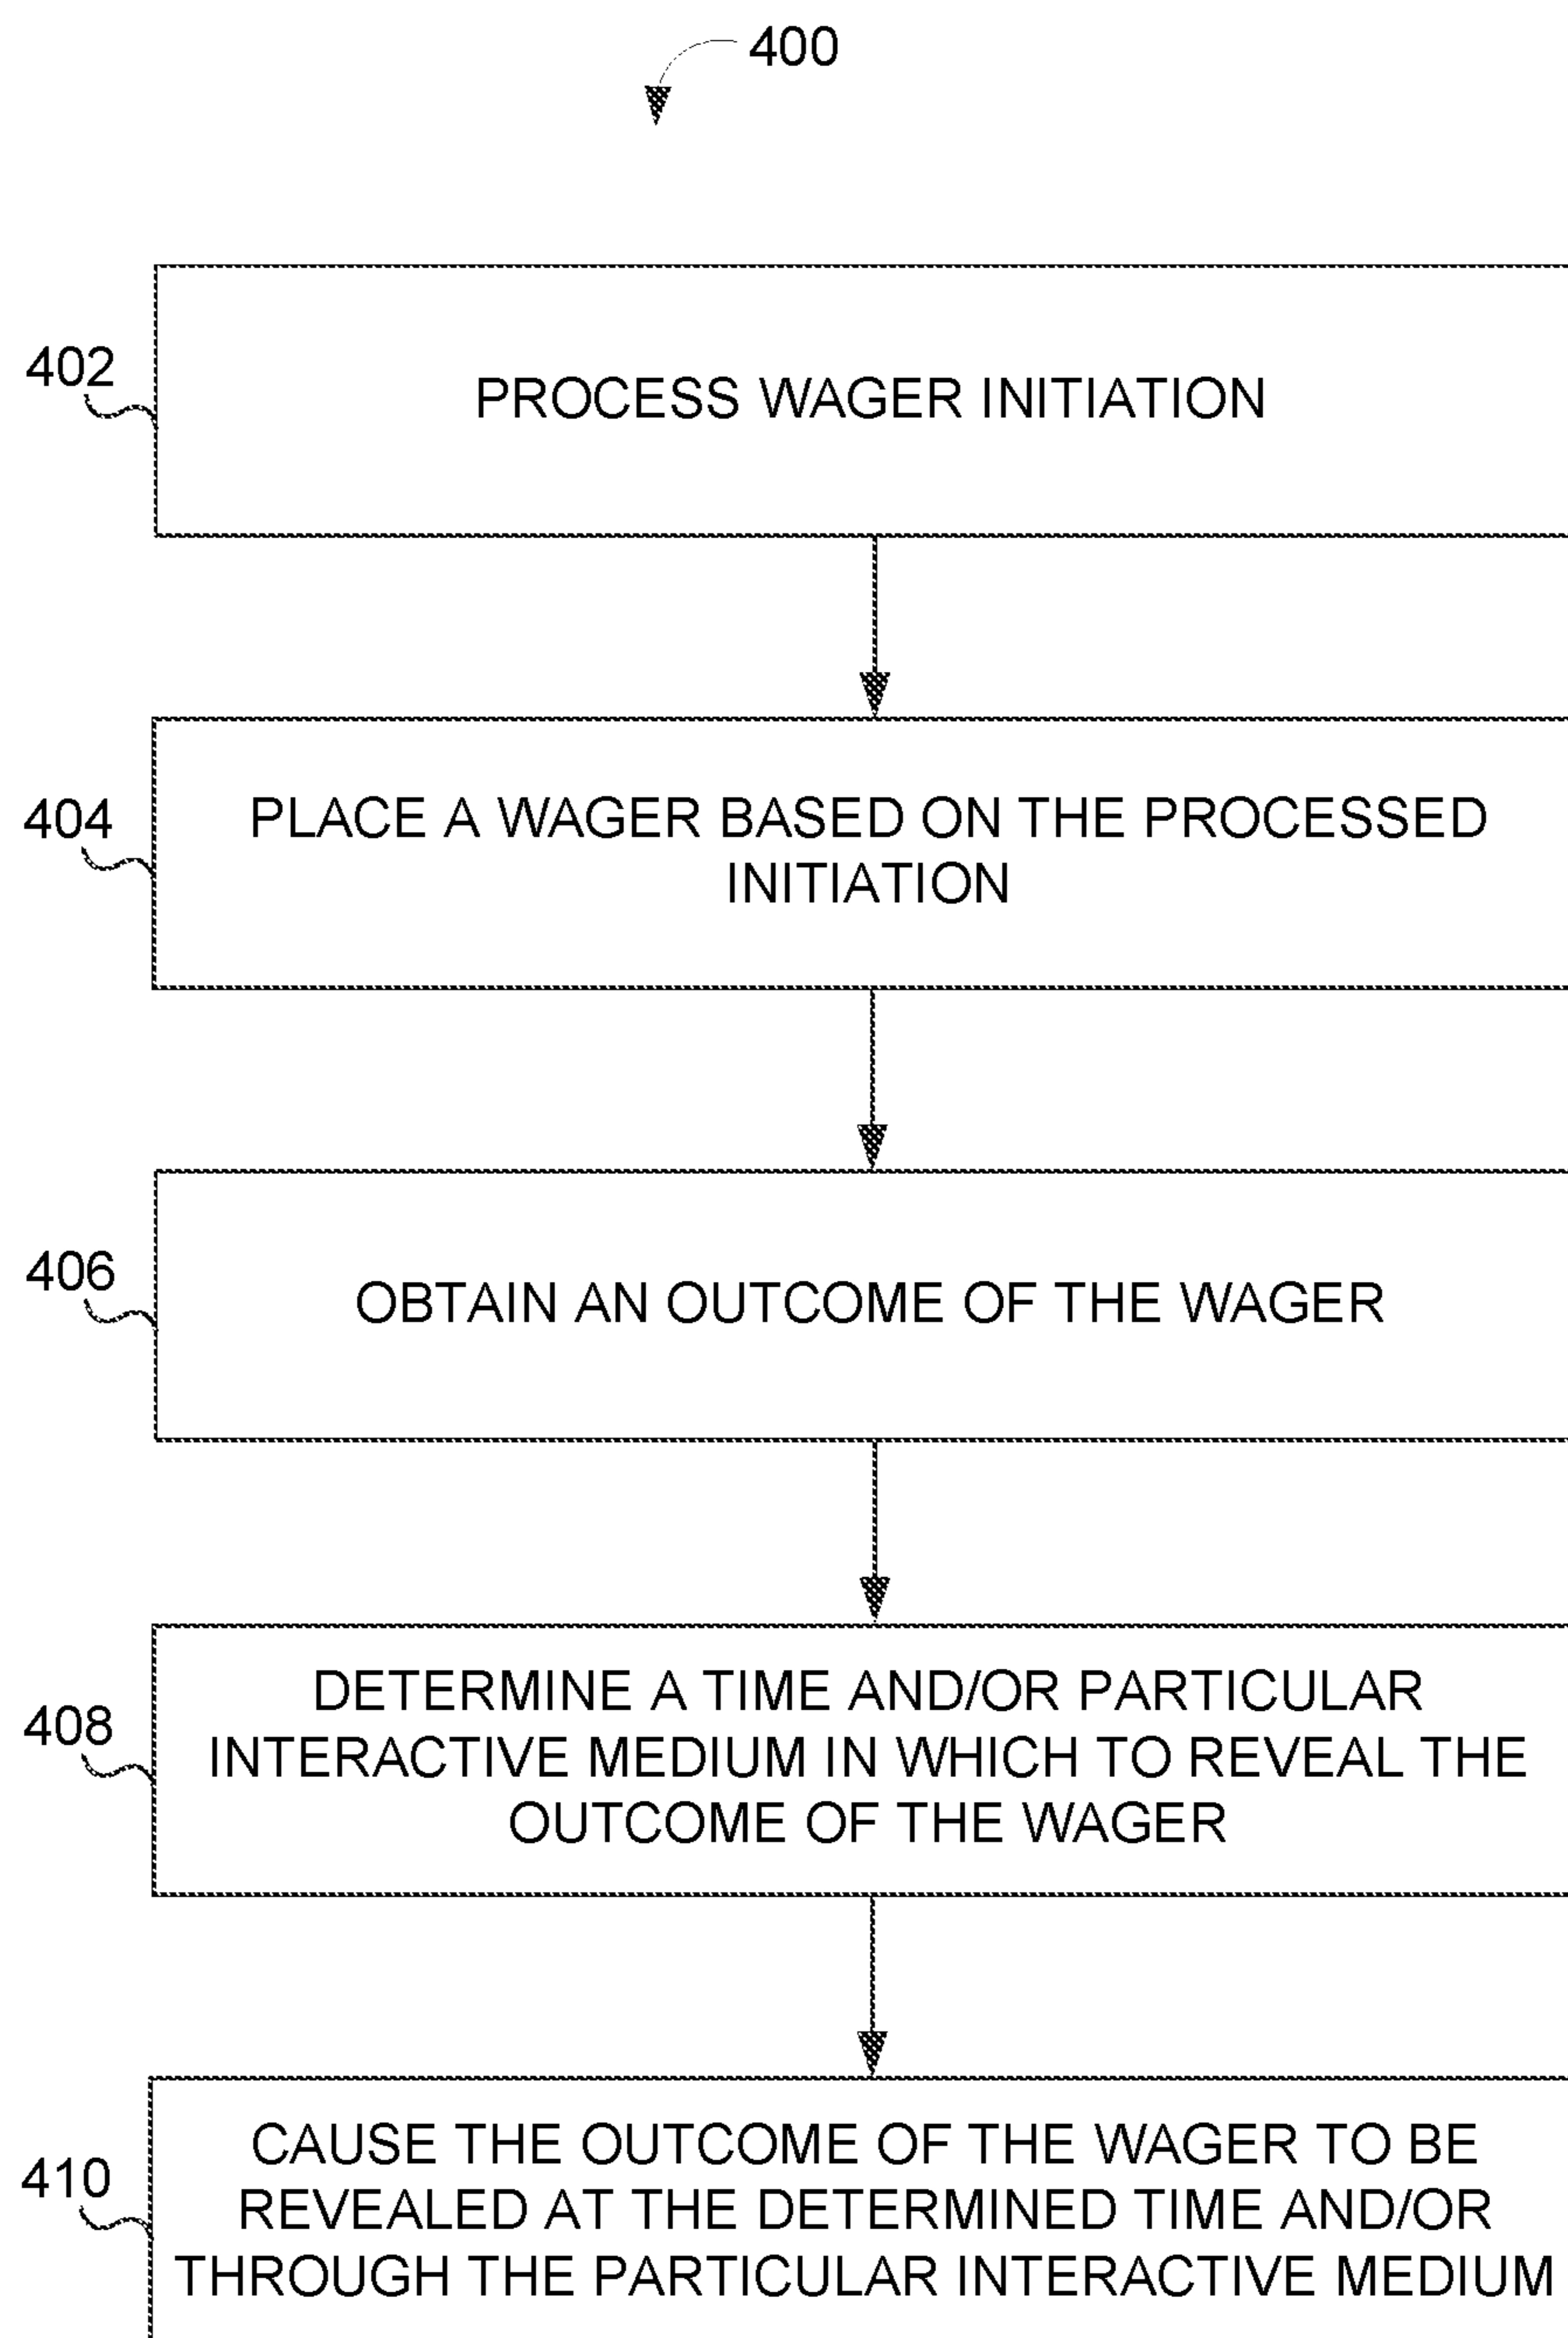 400
402
PROCESS WAGER INITIATION
404
PLACE A WAGER BASED ON THE PROCESSED
INITIATION
406
OBTAIN AN OUTCOME OF THE WAGER
408
DETERMINE A TIME AND/OR PARTICULAR
INTERACTIVE MEDIUM IN WHICH TO REVEAL THE
OUTCOME OF THE WAGER
410
CAUSE THE OUTCOME OF THE WAGER TO BE
REVEALED AT THE DETERMINED TIME AND/OR
THROUGH THE PARTICULAR INTERACTIVE MEDIUM